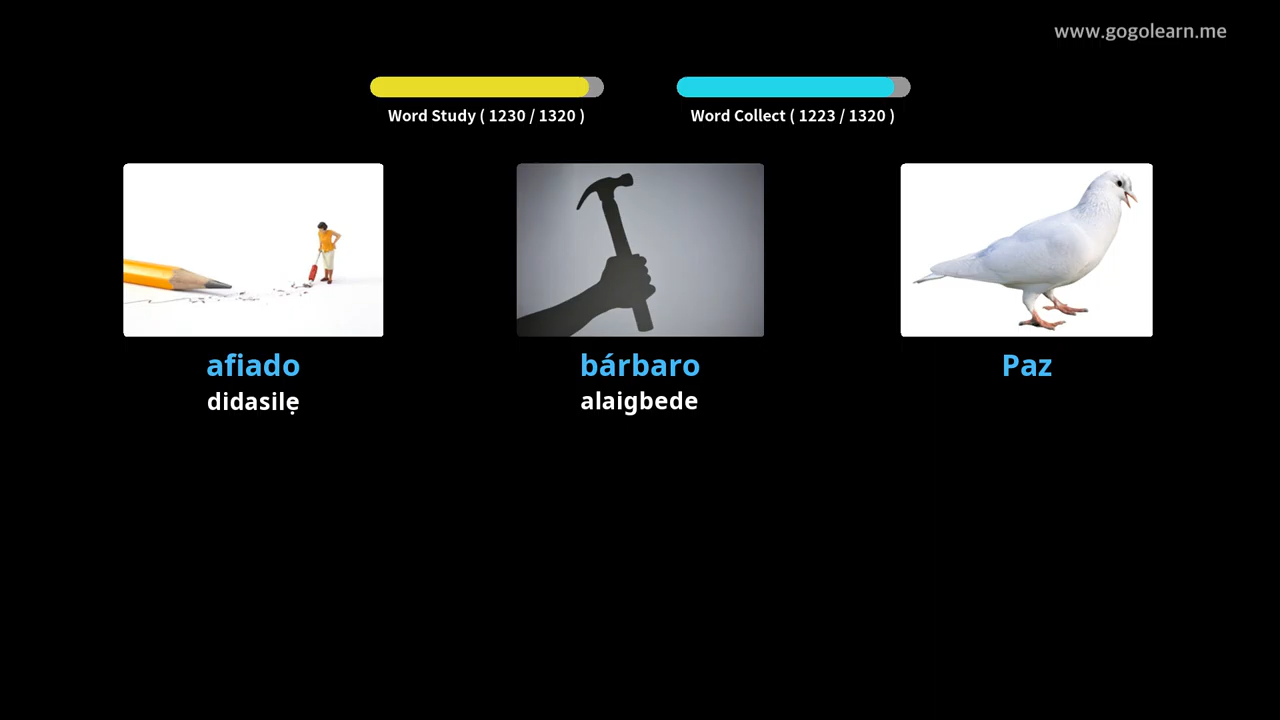 www.gogolearn.me
Word Study ( 1230 / 1320 )
Word Collect ( 1223 / 1320 )
afiado
didasilẹ
bárbaro
alaigbede
Paz